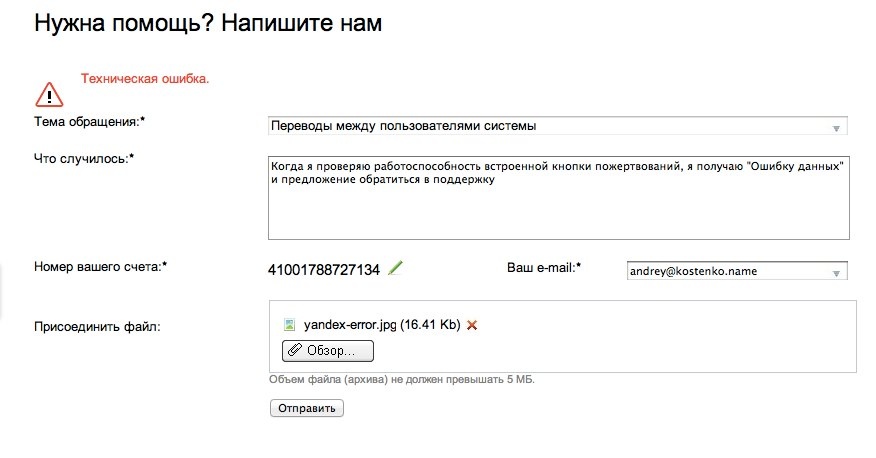 Нужна помощь? Напишите нам
Техническая ошибка.
Тема обращения:* Переводы между пользователями системы
Что случилось:* Когда я проверяю работоспособность встроенной кнопки пожертвований, я получаю "Ошибку данных"
и предложение обратиться в поддержку
Номер вашего счета:* 41001788727134 Ваш e-mail:* andrey@kostenko.name
Присоединить файл: yandex-error.jpg (16.41 Kb)
Обзор...
Объем файла (архива) не должен превышать 5 МБ.
Отправить